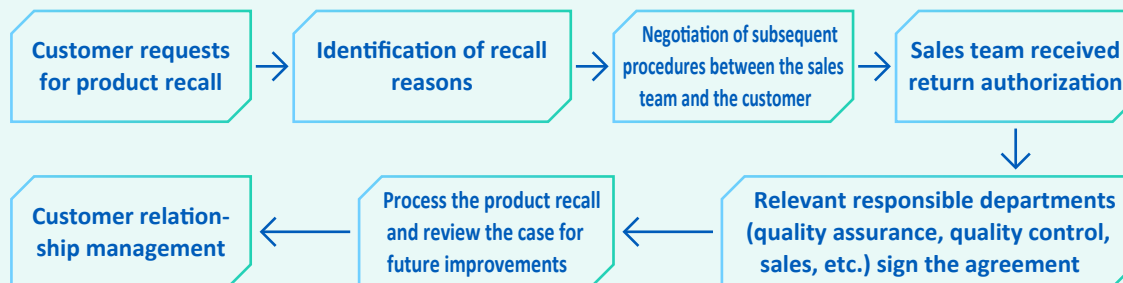 Customer requests
for product recall
Identification of recall
reasons
Negotiation of subsequent
procedures between the sales
team and the customer
Sales team received
return authorization
Relevant responsible departments
(quality assurance, quality control,
sales, etc.) sign the agreement
Process the product recall
and review the case for
future improvements
Customer relation-
ship management